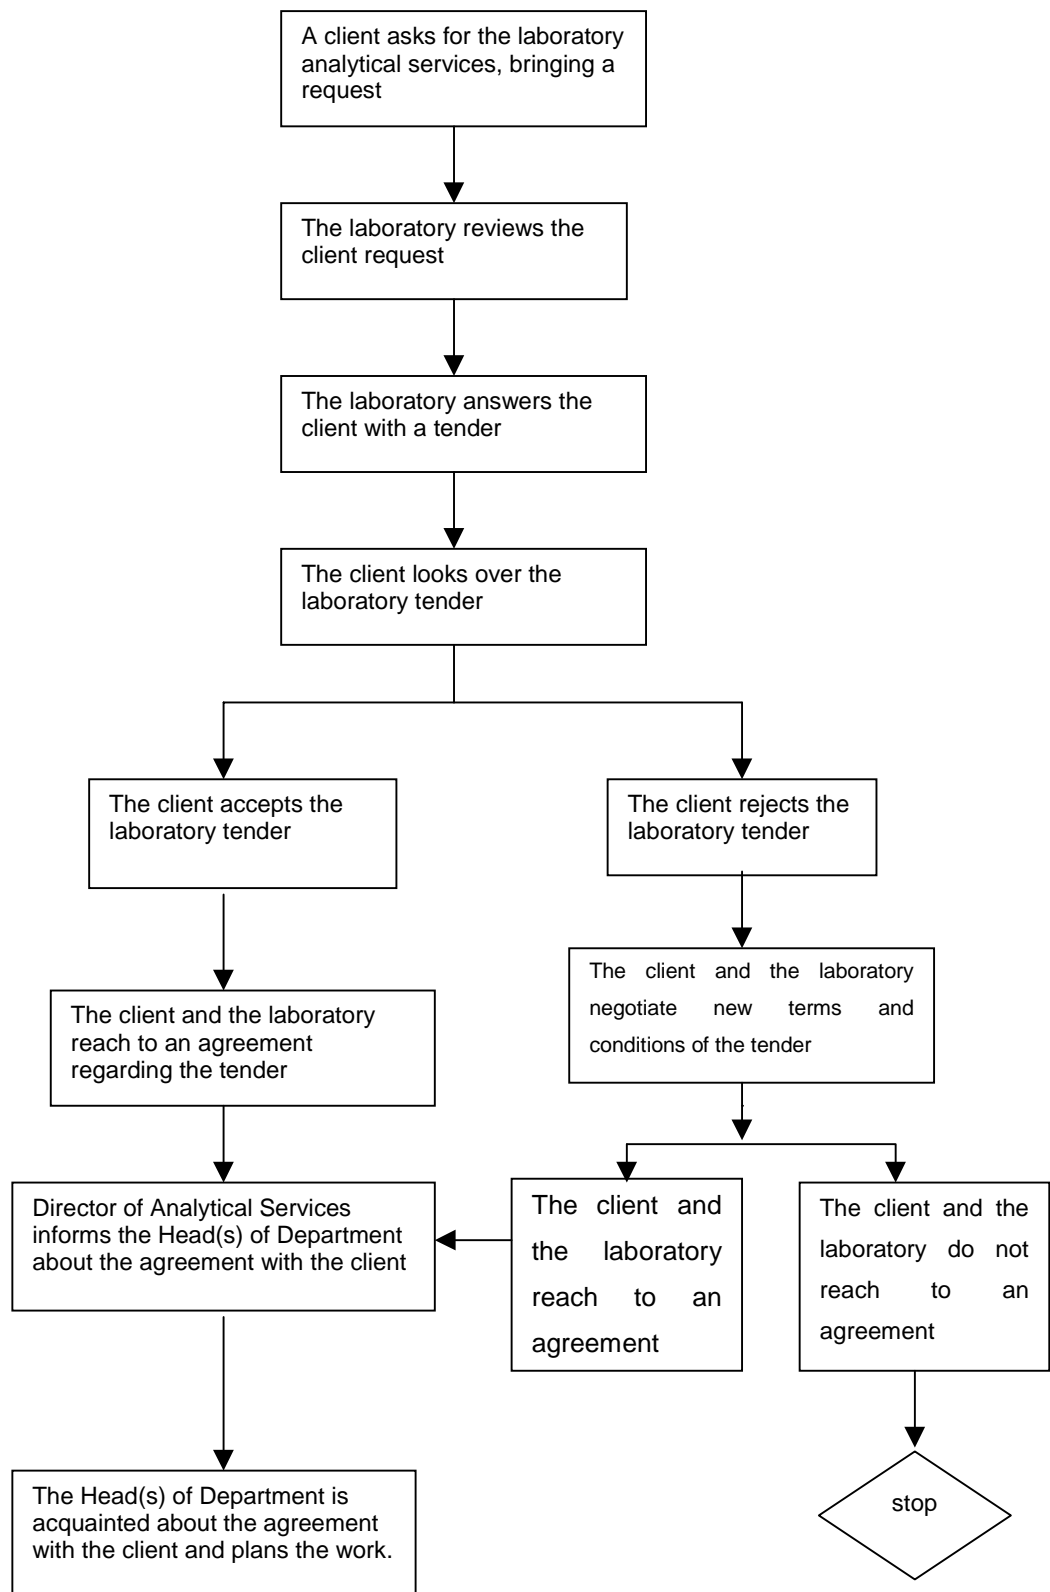 A client asks for the laboratory
analytical services, bringing a
request
The laboratory reviews the
client request
The laboratory answers the
client with a tender
The client looks over the
laboratory tender
The client accepts the
laboratory tender
The client rejects the
laboratory tender
The client and the laboratory
negotiate new terms and
conditions of the tender
The client and the laboratory
reach to an agreement
regarding the tender
Director of Analytical Services
informs the Head(s) of Department
about the agreement with the client
The client and
the laboratory
reach to an
agreement
The client and the
laboratory do not
reach to an
agreement
The Head(s) of Department is
acquainted about the agreement
with the client and plans the work.
stop